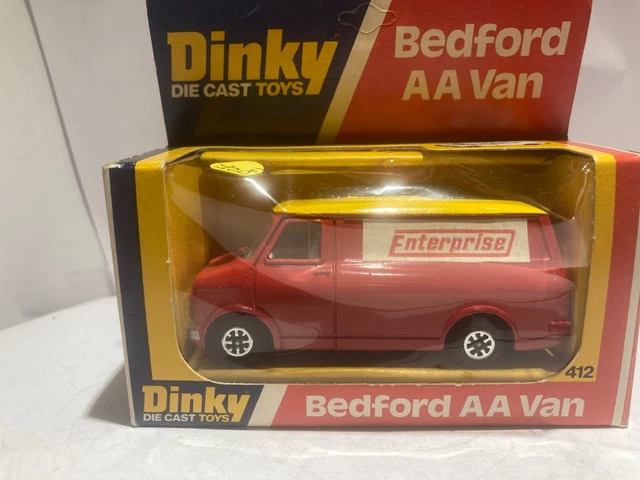 Dinky
DIE CAST TOYS
Bedford
AA Van
Enterprise
412
Dinky
DIE CAST TOYS
Bedford AA Van